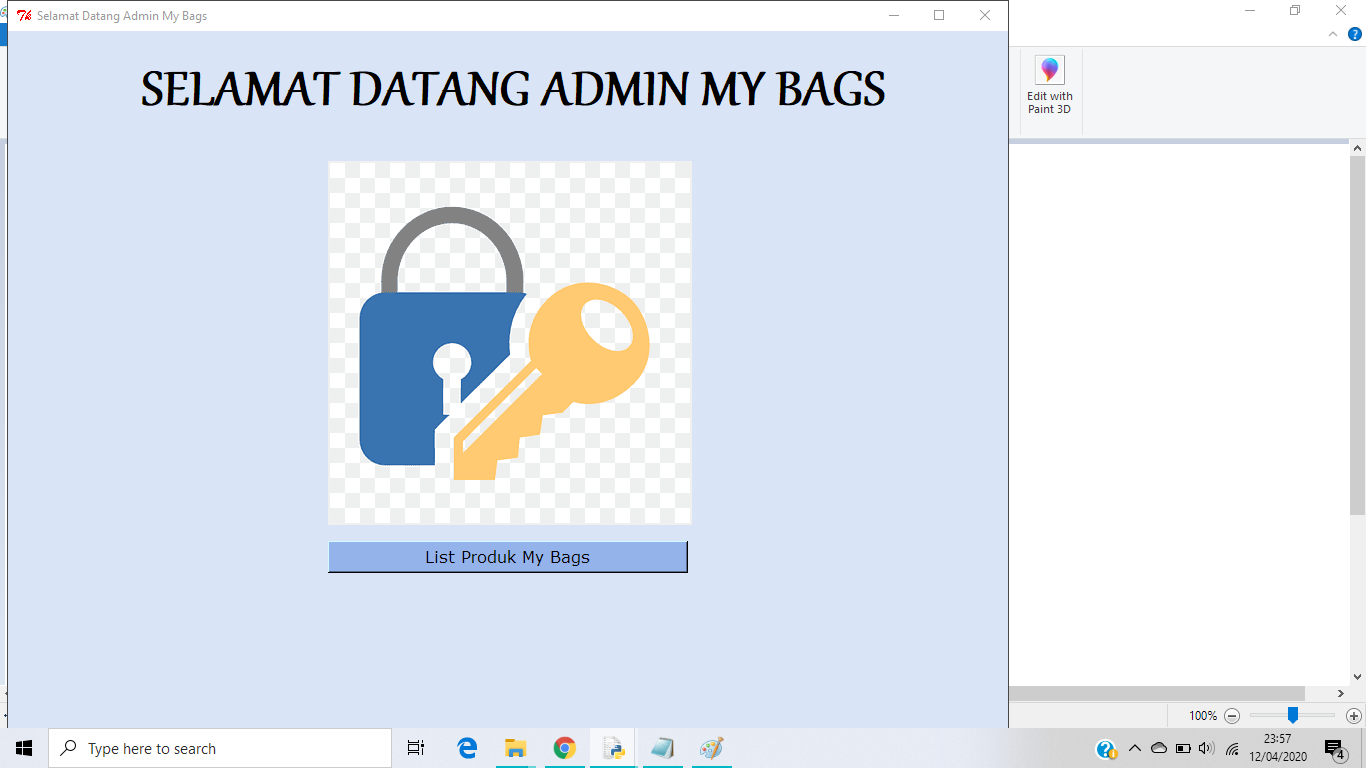 Selamat Datang Admin My Bags
SELAMAT DATANG ADMIN MY BAGS
Edit with
Paint 3D
List Produk My Bags
100%
Type here to search
23:57
12/04/2020
4